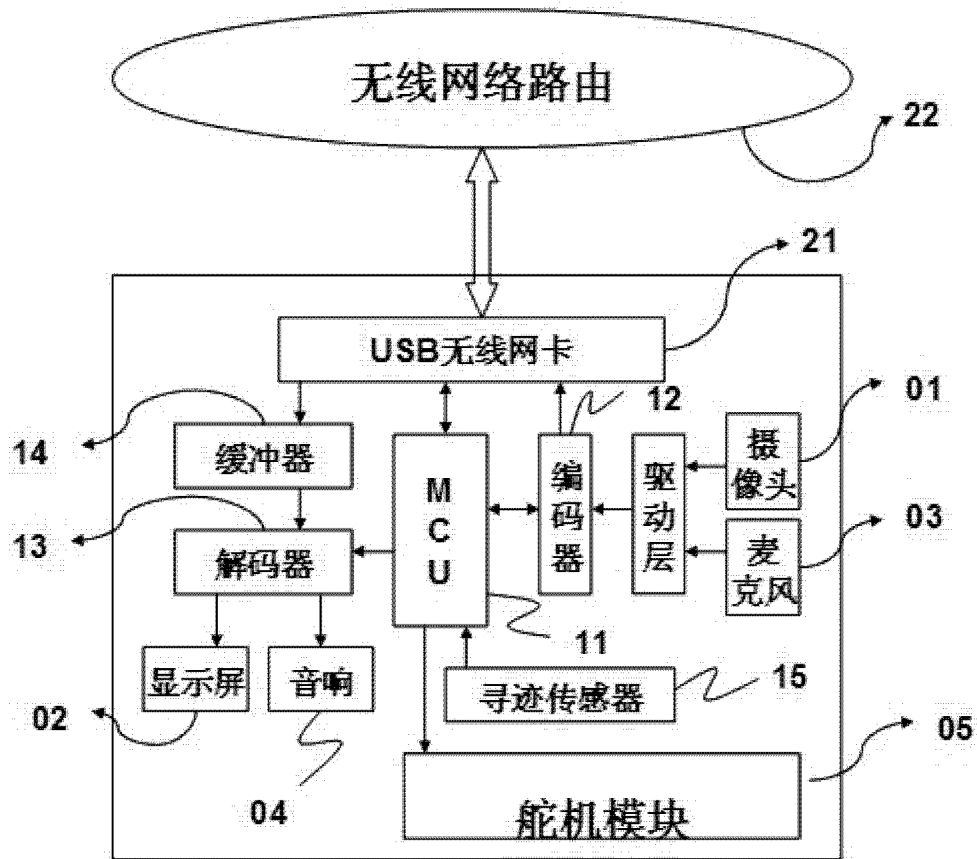 无线网络路由
22
21
USB无线网卡
12
01
14
缓冲器
摄
像头
M
C
U
编
码
器
驱
动
层
13
解码器
03
麦
克风
11
显示屏
音响
寻迹传感器
15
02
04
05
舵机模块